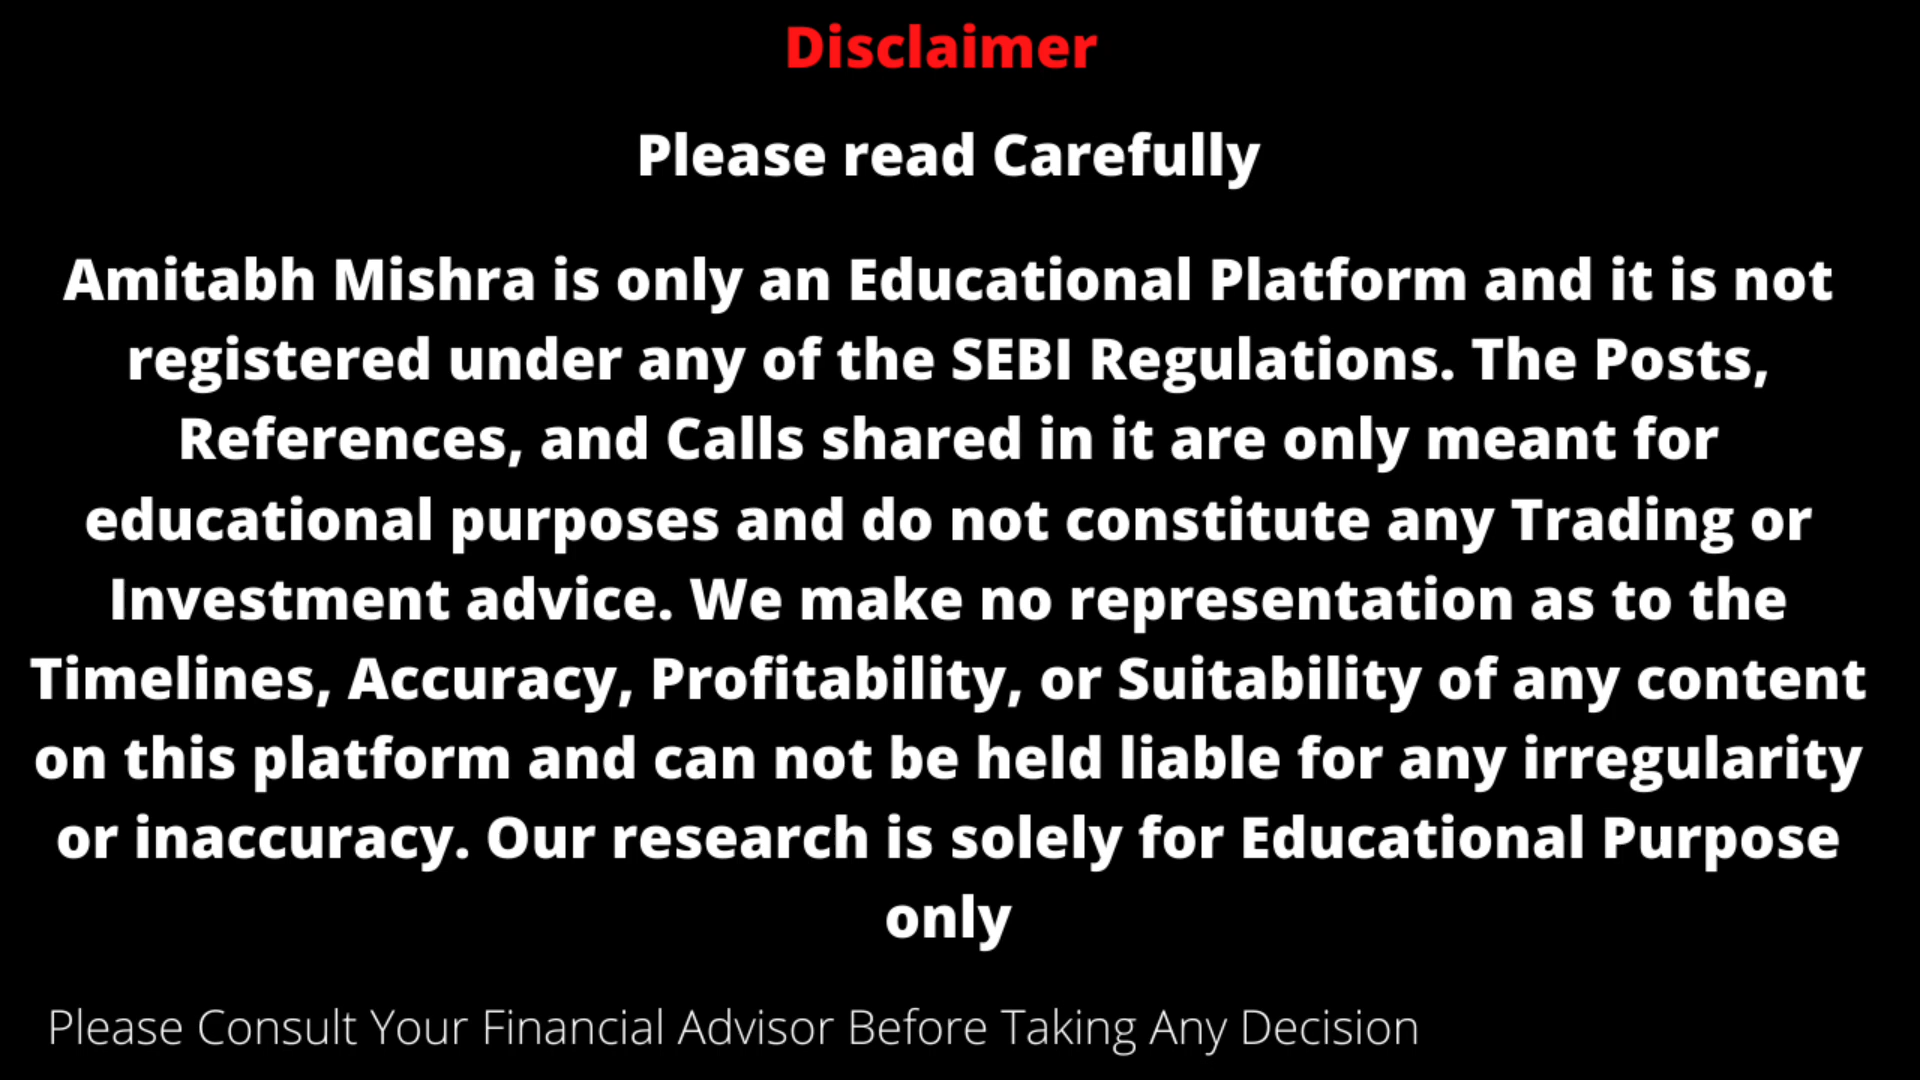 Disclaimer
Please read Carefully
Amitabh Mishra is only an Educational Platform and it is not
registered under any of the SEBI Regulations. The Posts,
References, and Calls shared in it are only meant for
educational purposes and do not constitute any Trading or
Investment advice. We make no representation as to the
Timelines, Accuracy, Profitability, or Suitability of any content
on this platform and can not be held liable for any irregularity
or inaccuracy. Our research is solely for Educational Purpose
only
Please Consult Your Financial Advisor Before Taking Any Decision